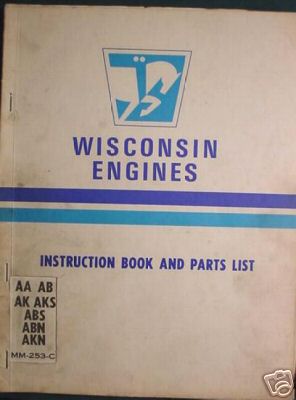 WISCONSIN
ENGINES
INSTRUCTION BOOK AND PARTS LIST
AA AB
AK AKS
ABS
ABN
AKN
MM-253-C